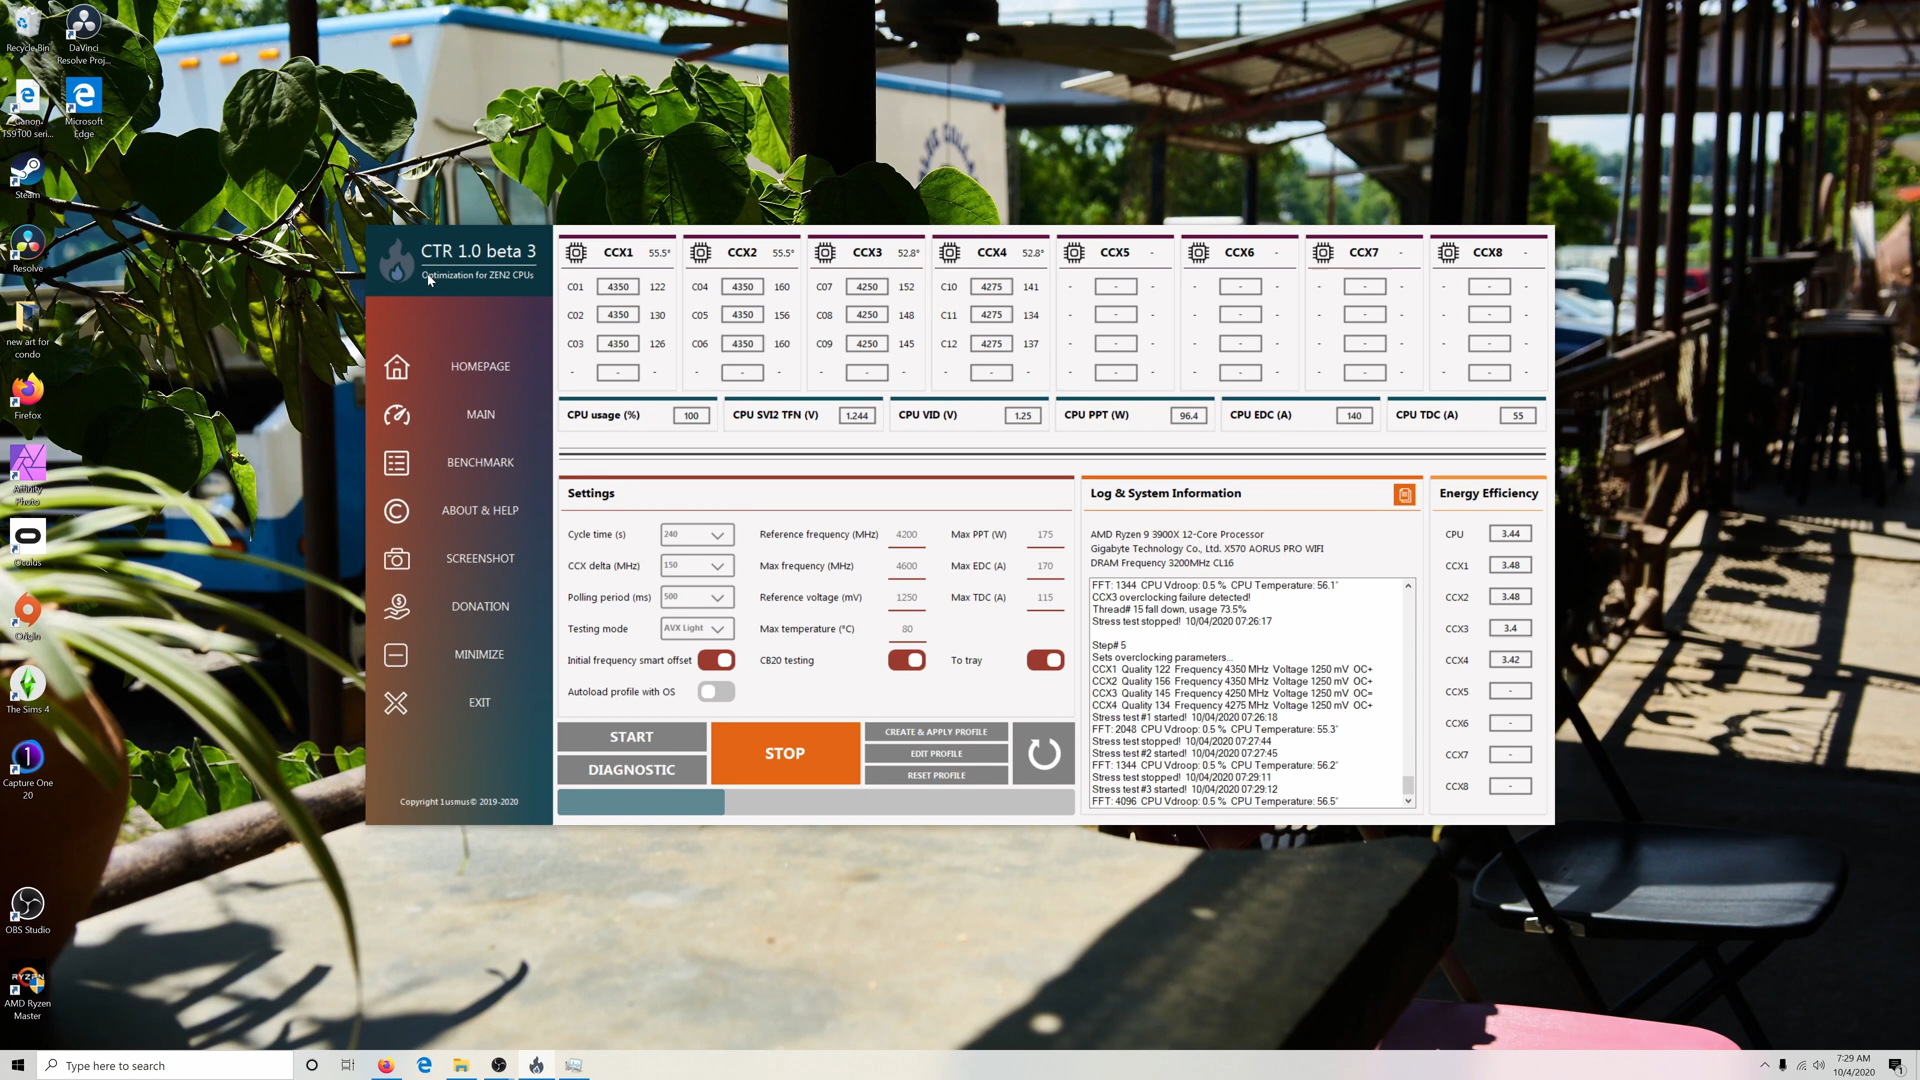 Recycle Bin
DaVinci
Resolve Proj...
Canon
TS9100 seri...
Microsoft
Edge
Steam
Resolve
new art for
condo
Firefox
Affinity
Photo
Oculus
Origin
The Sims 4
Capture One
20
OBS Studio
RYZEN
AMD Ryzen
Master
CTR 1.0 beta 3
Optimization for ZEN2 CPUs
HOMEPAGE
MAIN
BENCHMARK
ABOUT & HELP
SCREENSHOT
DONATION
MINIMIZE
EXIT
Copyright 1usmus© 2019-2020
CCX1 55.5° CCX2 55.5° CCX3 52.8° CCX4 52.8° CCX5 - CCX6 - CCX7 - CCX8 -
C01 4350 122 C04 4350 160 C07 4250 152 C10 4275 141 - - - - - - - - - - - -
C02 4350 130 C05 4350 156 C08 4250 148 C11 4275 134 - - - - - - - - - - - -
C03 4350 126 C06 4350 160 C09 4250 145 C12 4275 137 - - - - - - - - - - - -
- - - - - - - - - - - - - - - - - - - - - - - -
CPU usage (%) 100 CPU SVI2 TFN (V) 1.244 CPU VID (V) 1.25 CPU PPT (W) 96.4 CPU EDC (A) 140 CPU TDC (A) 55
Settings
Cycle time (s) 240 Reference frequency (MHz) 4200 Max PPT (W) 175
CCX delta (MHz) 150 Max frequency (MHz) 4600 Max EDC (A) 170
Polling period (ms) 500 Reference voltage (mV) 1250 Max TDC (A) 115
Testing mode AVX Light Max temperature (°C) 80
Initial frequency smart offset CB20 testing To tray
Autoload profile with OS
START
DIAGNOSTIC
STOP
CREATE & APPLY PROFILE
EDIT PROFILE
RESET PROFILE
Log & System Information
AMD Ryzen 9 3900X 12-Core Processor
Gigabyte Technology Co., Ltd. X570 AORUS PRO WIFI
DRAM Frequency 3200MHz CL16
FFT: 1344 CPU Vdroop: 0.5 % CPU Temperature: 56.1°
CCX3 overclocking failure detected!
Thread# 15 fall down, usage 73.5%
Stress test stopped! 10/04/2020 07:26:17
Step# 5
Sets overclocking parameters...
CCX1 Quality 122 Frequency 4350 MHz Voltage 1250 mV OC+
CCX2 Quality 156 Frequency 4350 MHz Voltage 1250 mV OC+
CCX3 Quality 145 Frequency 4250 MHz Voltage 1250 mV OC=
CCX4 Quality 134 Frequency 4275 MHz Voltage 1250 mV OC+
Stress test #1 started! 10/04/2020 07:26:18
FFT: 2048 CPU Vdroop: 0.5 % CPU Temperature: 55.3°
Stress test stopped! 10/04/2020 07:27:44
Stress test #2 started! 10/04/2020 07:27:45
FFT: 1344 CPU Vdroop: 0.5 % CPU Temperature: 56.2°
Stress test stopped! 10/04/2020 07:29:11
Stress test #3 started! 10/04/2020 07:29:12
FFT: 4096 CPU Vdroop: 0.5 % CPU Temperature: 56.5°
Energy Efficiency
CPU 3.44
CCX1 3.48
CCX2 3.48
CCX3 3.4
CCX4 3.42
CCX5 -
CCX6 -
CCX7 -
CCX8 -
Type here to search
7:29 AM
10/4/2020
1